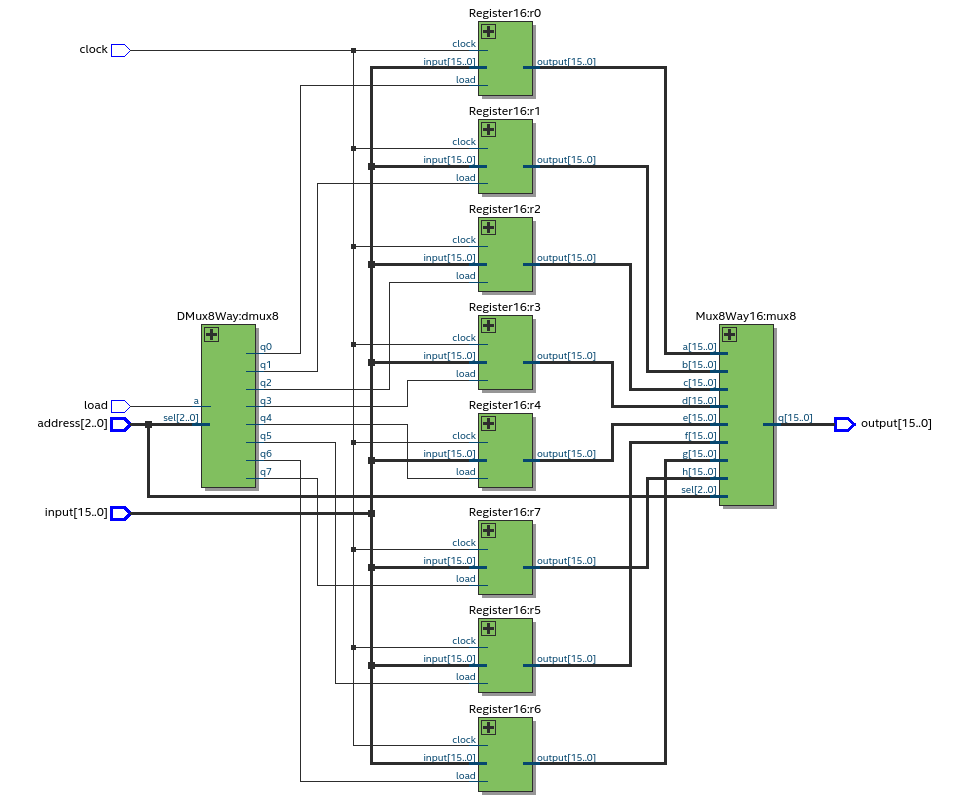 Register16:r0
clock
clock
input[15..0]
output[15..0]
load
Register16:r1
clock
input[15..0]
output[15..0]
load
Register16:r2
clock
input[15..0]
output[15..0]
load
Register16:r3
clock
input[15..0]
output[15..0]
load
DMux8Way:dmux8
q0
q1
q2
q3
q4
q5
q6
q7
a
sel[2..0]
load
address[2..0]
input[15..0]
Register16:r4
clock
input[15..0]
output[15..0]
load
Mux8Way16:mux8
a[15..0]
b[15..0]
c[15..0]
d[15..0]
e[15..0]
f[15..0]
g[15..0]
h[15..0]
sel[2..0]
q[15..0]
output[15..0]
Register16:r7
clock
input[15..0]
output[15..0]
load
Register16:r5
clock
input[15..0]
output[15..0]
load
Register16:r6
clock
input[15..0]
output[15..0]
load